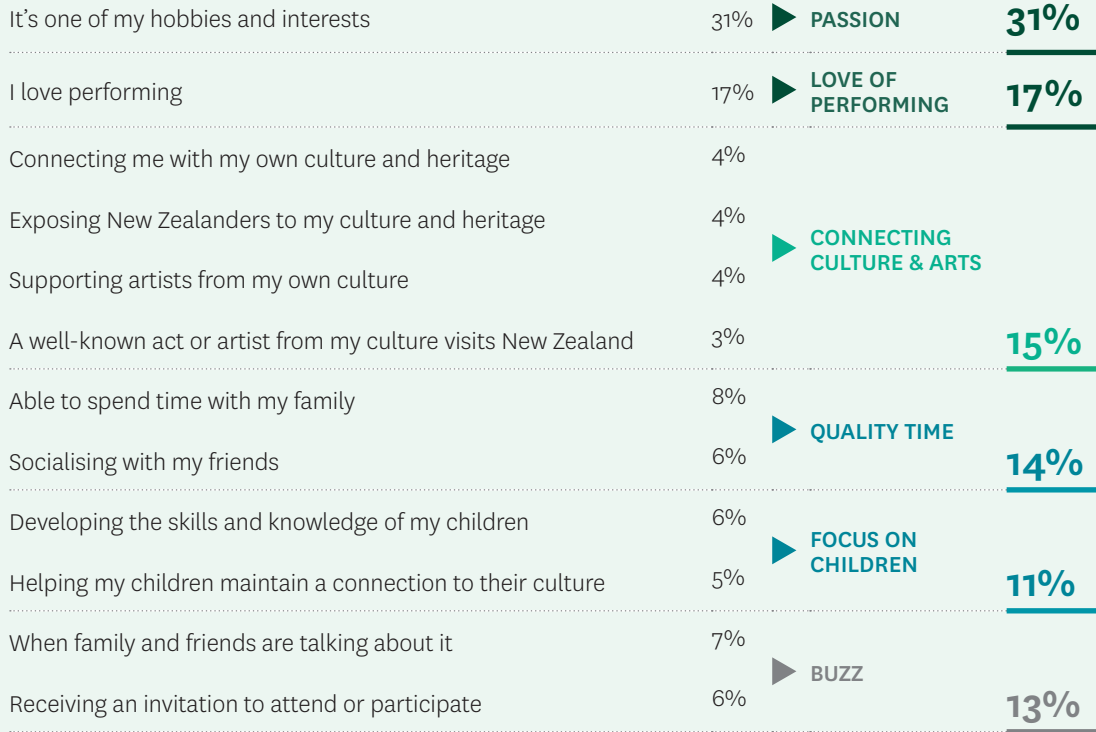 It’s one of my hobbies and interests 31% PASSION 31%
I love performing 17% LOVE OF PERFORMING 17%
Connecting me with my own culture and heritage 4%
Exposing New Zealanders to my culture and heritage 4%
CONNECTING
CULTURE & ARTS
Supporting artists from my own culture 4%
A well-known act or artist from my culture visits New Zealand 3% 15%
Able to spend time with my family 8%
QUALITY TIME
Socialising with my friends 6% 14%
Developing the skills and knowledge of my children 6%
FOCUS ON
CHILDREN
Helping my children maintain a connection to their culture 5% 11%
When family and friends are talking about it 7%
BUZZ
Receiving an invitation to attend or participate 6% 13%